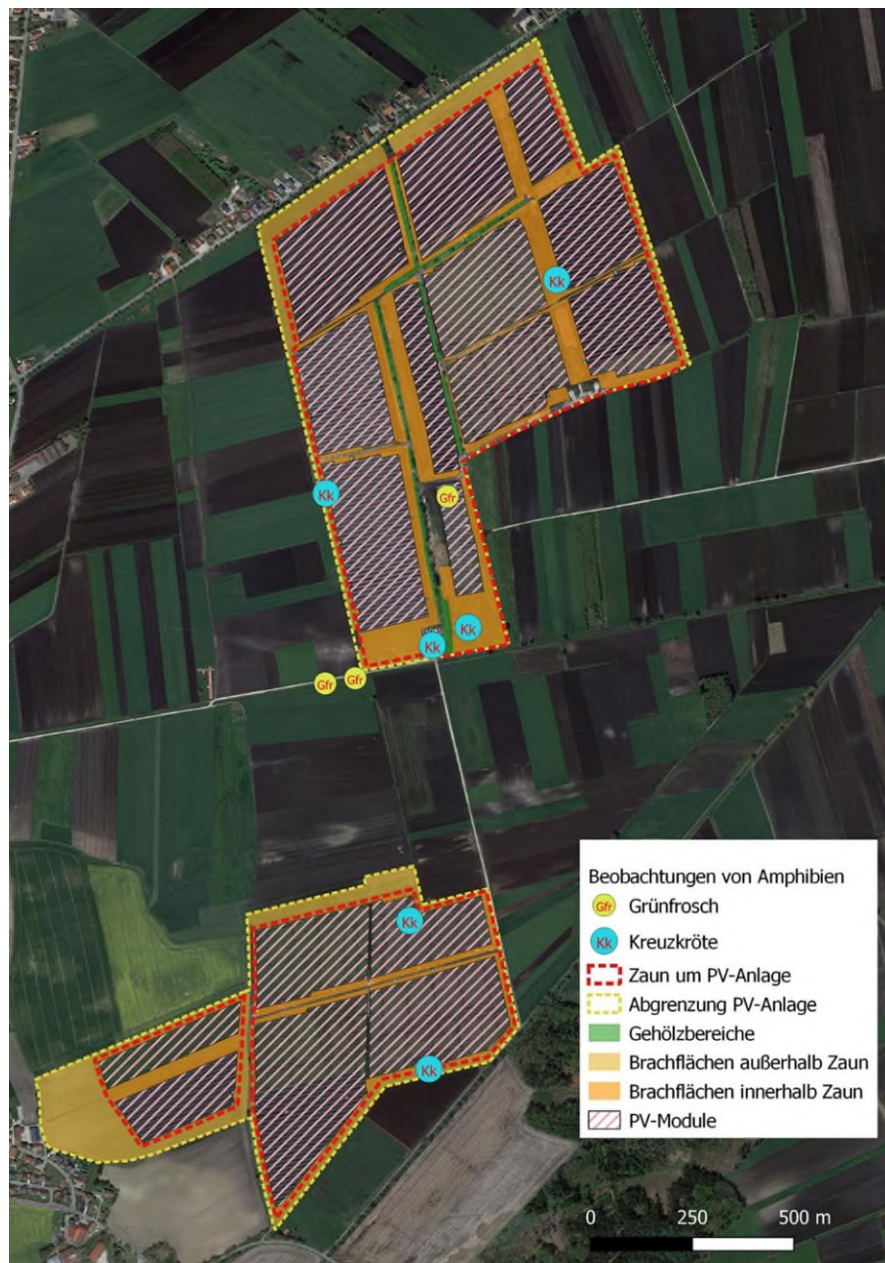 Kk
Kk
Gfr
Kk
Kk
Gfr
Gfr
Kk
Kk
Beobachtungen von Amphibien
Gfr Grünfrosch
Kk Kreuzkröte
Zaun um PV-Anlage
Abgrenzung PV-Anlage
Gehölzbereiche
Brachflächen außerhalb Zaun
Brachflächen innerhalb Zaun
PV-Module
0 250 500 m